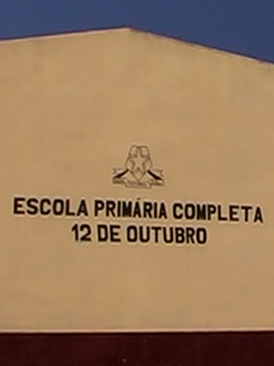 ESCOLA PRIMÁRIA COMPLETA
12 DE OUTUBRO